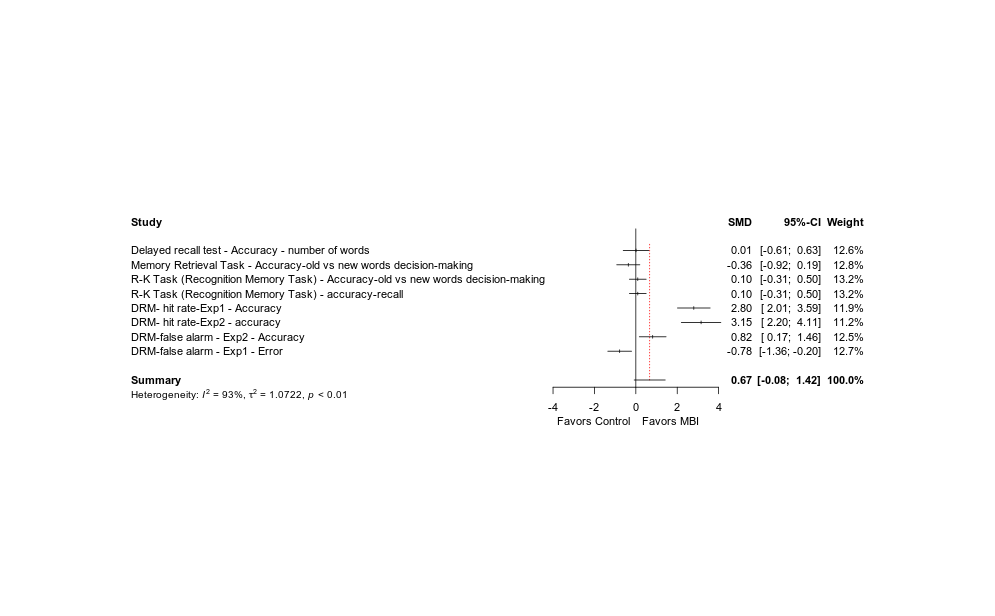 Study SMD 95%-CI Weight
Delayed recall test - Accuracy - number of words 0.01 [-0.61; 0.63] 12.6%
Memory Retrieval Task - Accuracy-old vs new words decision-making -0.36 [-0.92; 0.19] 12.8%
R-K Task (Recognition Memory Task) - Accuracy-old vs new words decision-making 0.10 [-0.31; 0.50] 13.2%
R-K Task (Recognition Memory Task) - accuracy-recall 0.10 [-0.31; 0.50] 13.2%
DRM- hit rate-Exp1 - Accuracy 2.80 [ 2.01; 3.59] 11.9%
DRM- hit rate-Exp2 - accuracy 3.15 [ 2.20; 4.11] 11.2%
DRM-false alarm - Exp2 - Accuracy 0.82 [ 0.17; 1.46] 12.5%
DRM-false alarm - Exp1 - Error -0.78 [-1.36; -0.20] 12.7%
Summary 0.67 [-0.08; 1.42] 100.0%
Heterogeneity: I² = 93%, τ² = 1.0722, p < 0.01
-4 -2 0 2 4
Favors Control Favors MBI